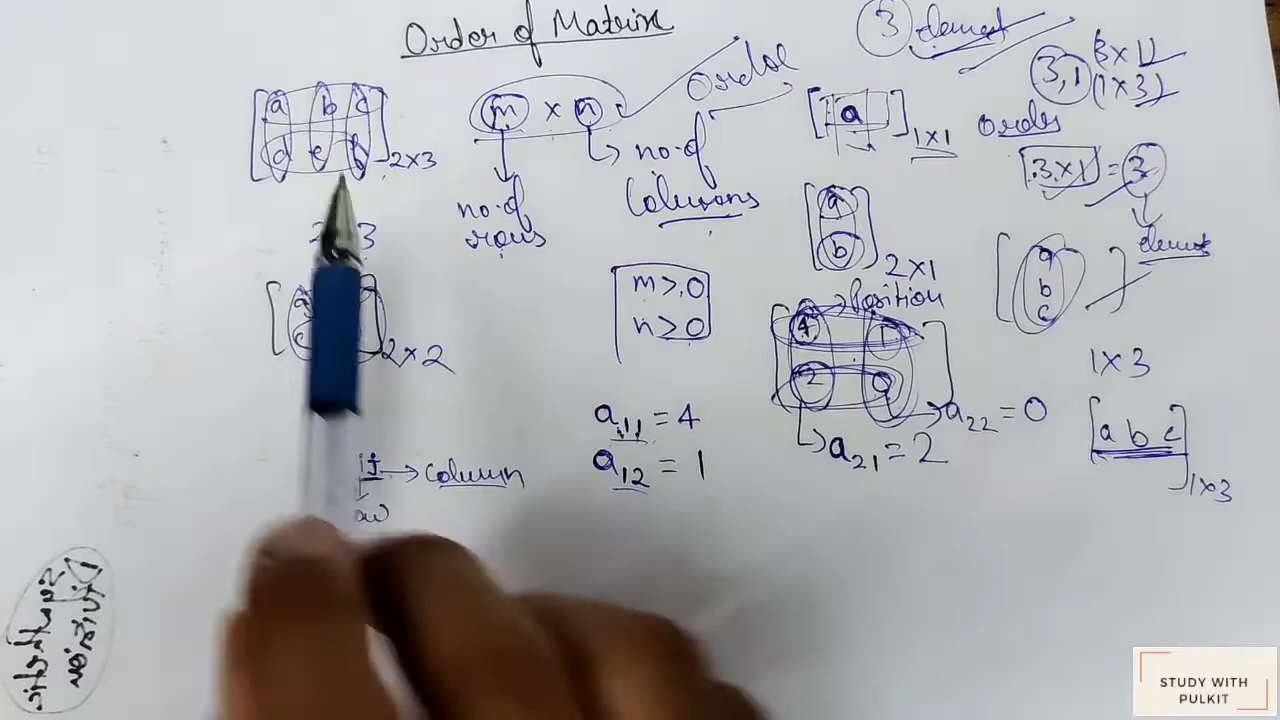 Order of Matrix
3 element
3,1 (3 x 1)
(1 x 3)
[a b c
d e
]2 x 3
m x n
Order
no. of rows
no. of Columns
[a]1 x 1
Order
3 x 1 = 3
element
[a
b]2 x 1
[a
b
c]
3
2 x 2
m > 0
n > 0
Position
[4 1
2 0]
a11 = 4
a12 = 1
a21 = 2
a22 = 0
1 x 3
[a b c]1 x 3
ij → Column
STUDY WITH
PULKIT